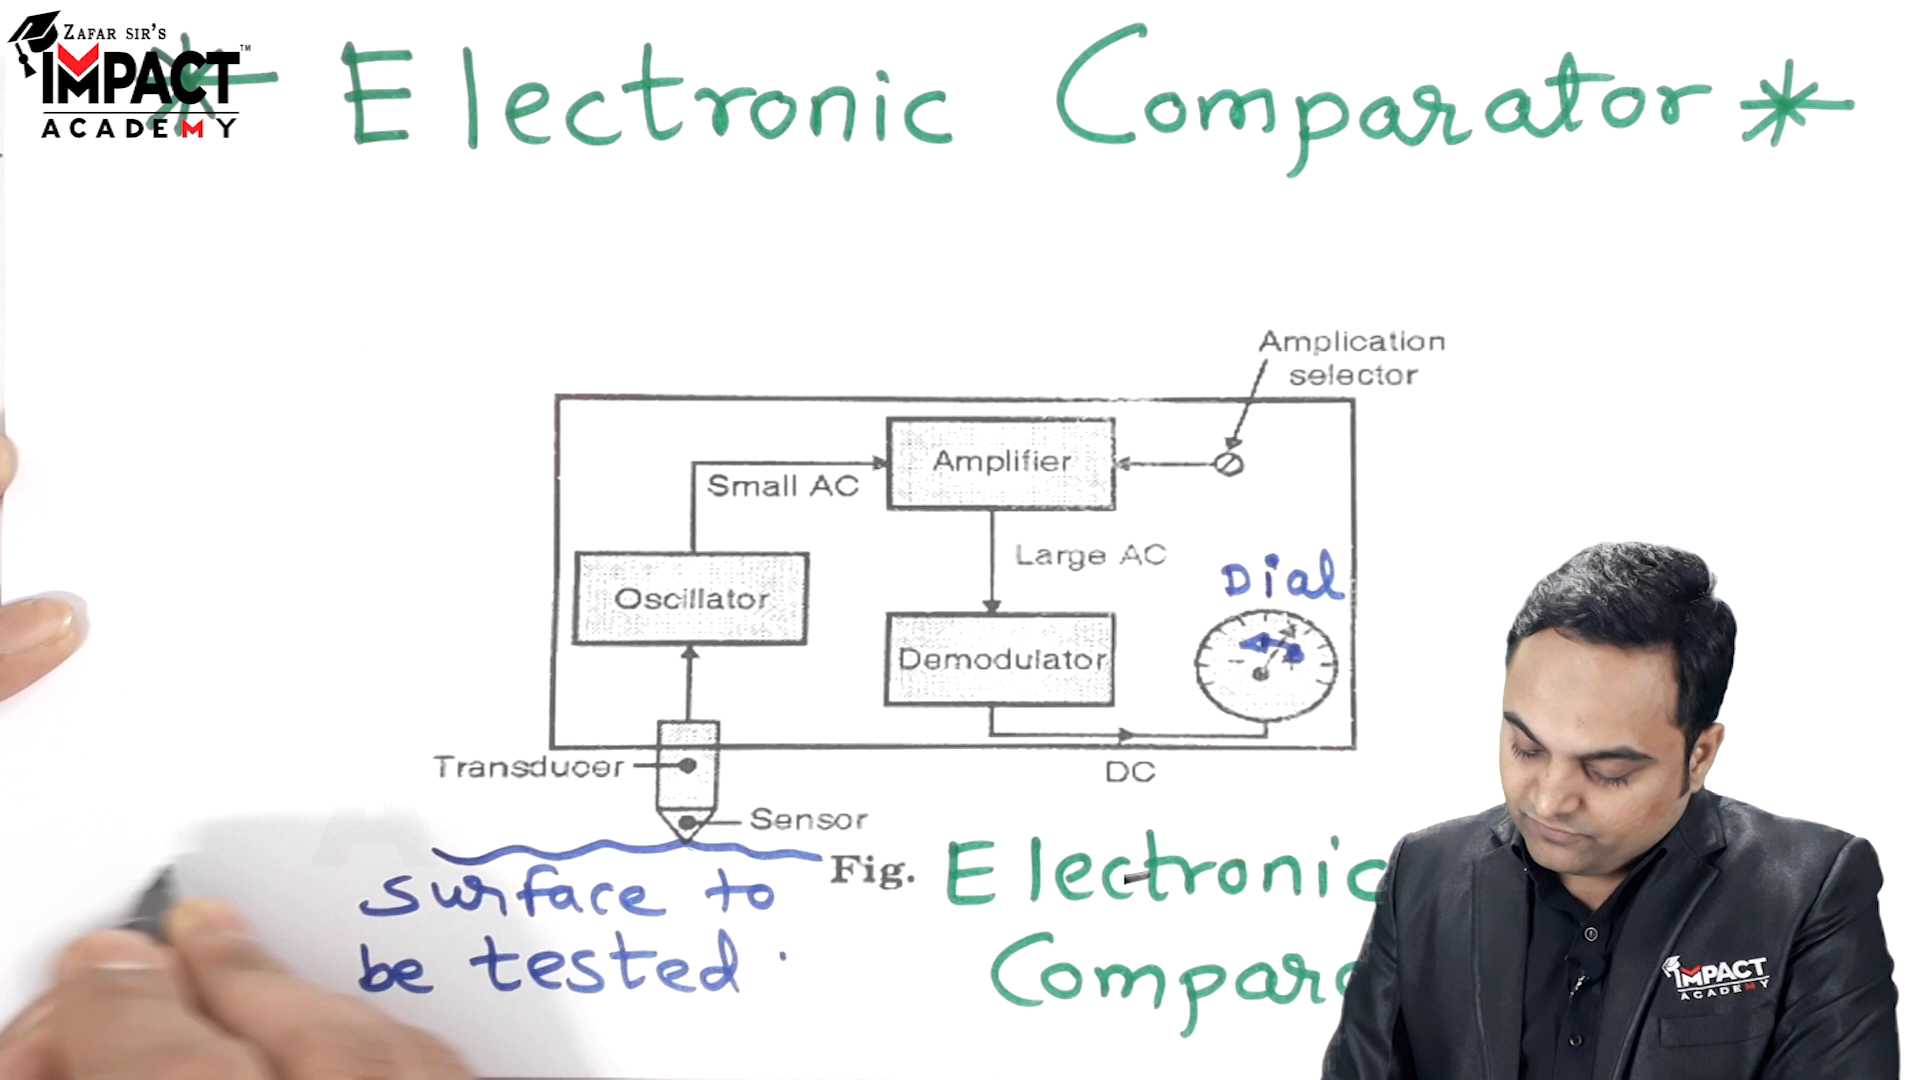 ZAFAR SIR'S
IMPACT™
ACADEMY
* Electronic Comparator *
Amplication
selector
Amplifier
Small AC
Large AC
Dial
Oscillator
Demodulator
Transducer
DC
Sensor
Fig. Electronic
surface to
be tested.
IMPACT
ACADEMY